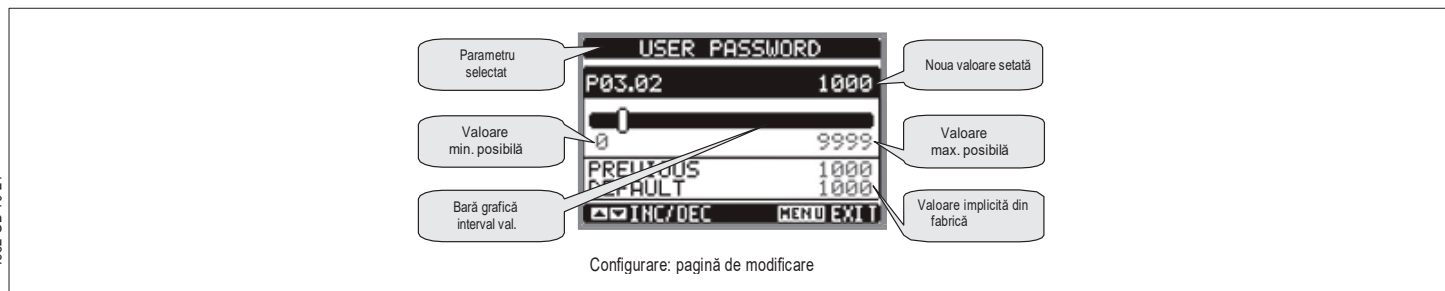 Parametru
selectat
Valoare
min. posibilă
Bară grafică
interval val.
USER PASSWORD
P03.02 1000
0 9999
PREVIOUS 1000
DEFAULT 1000
INC/DEC MENU EXIT
Noua valoare setată
Valoare
max. posibilă
Valoare implicită din
fabrică
Configurare: pagină de modificare